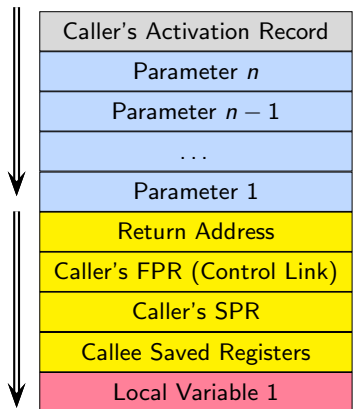 Caller's Activation Record
Parameter n
Parameter n − 1
...
Parameter 1
Return Address
Caller's FPR (Control Link)
Caller's SPR
Callee Saved Registers
Local Variable 1